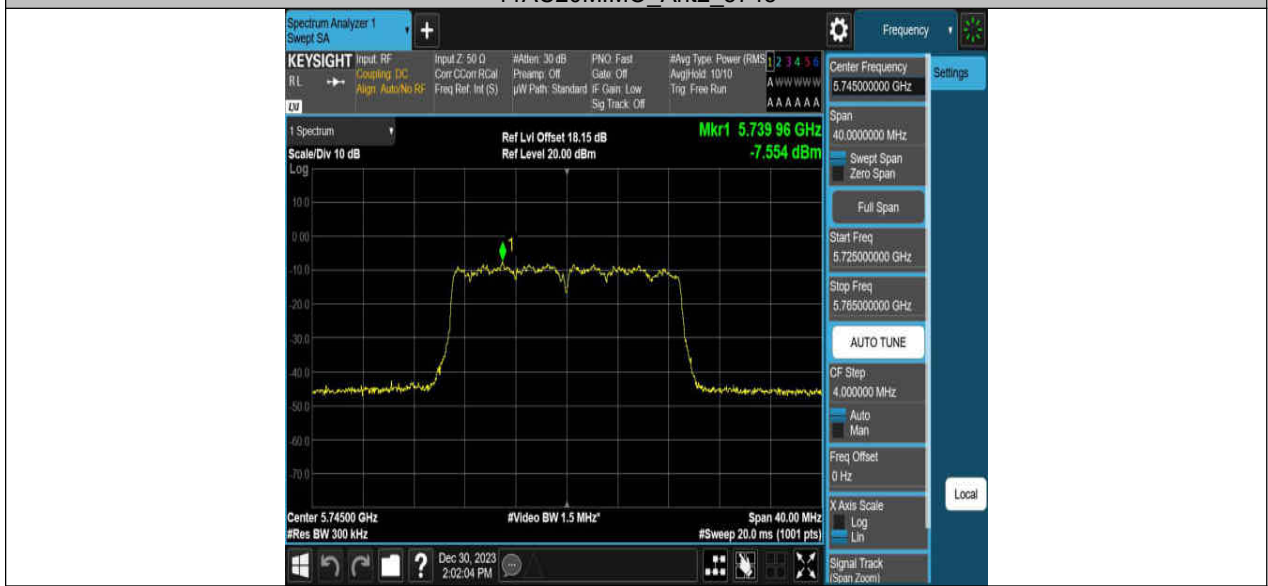 Spectrum Analyzer 1
Swept SA
+
Frequency
KEYSIGHT
RL
LXI
Input: RF
Coupling: DC
Align: Auto/No RF
Input Z: 50 Ω
Corr CCorr RCal
Freq Ref: Int (S)
#Atten: 30 dB
Preamp: Off
µW Path: Standard
PNO: Fast
Gate: Off
IF Gain: Low
Sig Track: Off
#Avg Type: Power (RMS
Avg|Hold: 10/10
Trig: Free Run
1 2 3 4 5 6
A W W W W W
A A A A A A
Center Frequency
5.745000000 GHz
Settings
1 Spectrum
Scale/Div 10 dB
Ref Lvl Offset 18.15 dB
Ref Level 20.00 dBm
Mkr1 5.739 96 GHz
-7.554 dBm
Span
40.0000000 MHz
Swept Span
Zero Span
Full Span
Start Freq
5.725000000 GHz
Stop Freq
5.765000000 GHz
AUTO TUNE
CF Step
4.000000 MHz
Auto
Man
Freq Offset
0 Hz
X Axis Scale
Log
Lin
Local
Signal Track
(Span Zoom)
Log
10.0
0.00
-10.0
-20.0
-30.0
-40.0
-50.0
-60.0
-70.0
1
Center 5.74500 GHz
#Video BW 1.5 MHz*
Span 40.00 MHz
#Res BW 300 kHz
#Sweep 20.0 ms (1001 pts)
?
Dec 30, 2023
2:02:04 PM